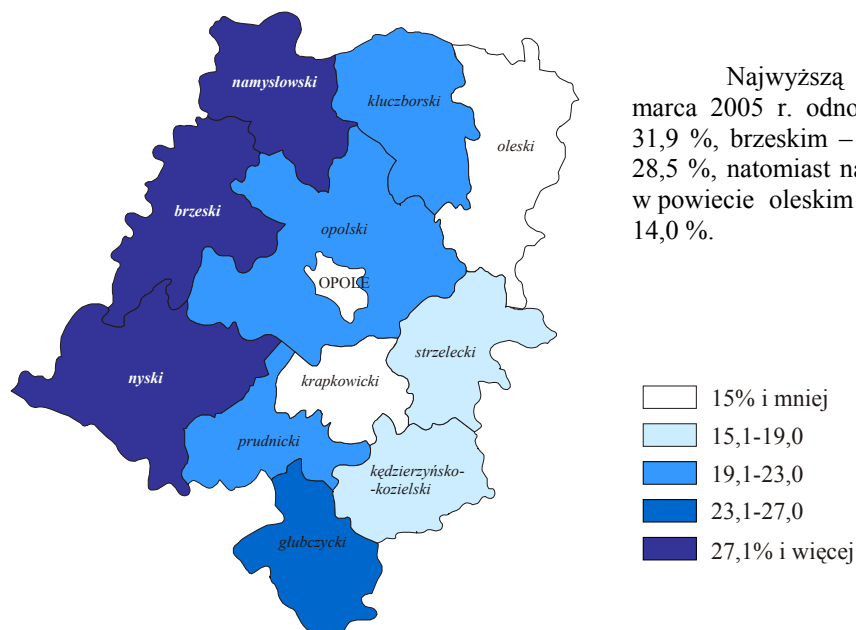 namysłowski
kluczborski
oleski
brzeski
opolski
OPOLE
strzelecki
nyski
krapkowicki
prudnicki
kędzierzyńsko-
-kozielski
głubczycki
Najwyższą
marca 2005 r. odno
31,9 %, brzeskim –
28,5 %, natomiast na
w powiecie oleskim
14,0 %.
15% i mniej
15,1-19,0
19,1-23,0
23,1-27,0
27,1% i więcej